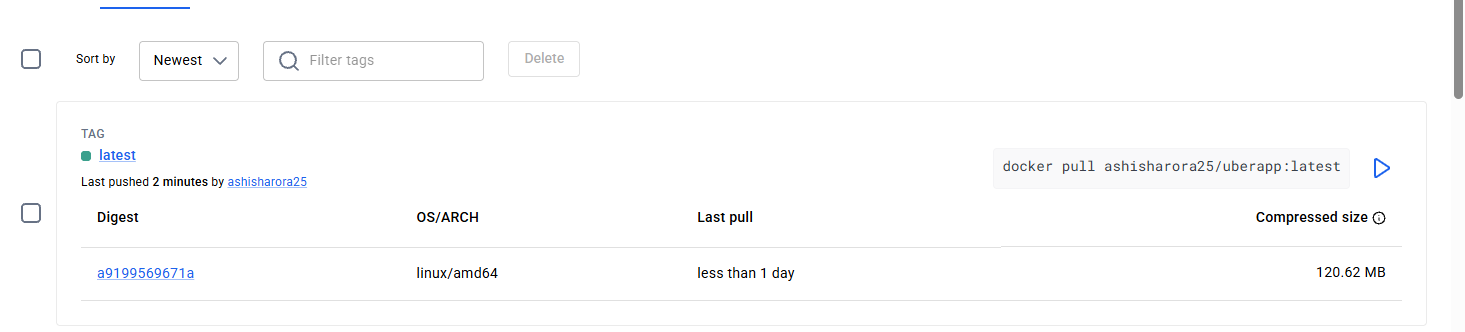 Sort by Newest Filter tags Delete
TAG
latest
docker pull ashisharora25/uberapp:latest
Last pushed 2 minutes by ashisharora25
Digest OS/ARCH Last pull Compressed size
a9199569671a linux/amd64 less than 1 day 120.62 MB